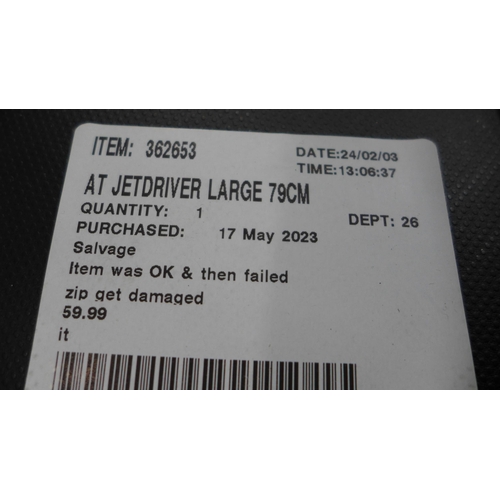 ITEM: 362653 DATE:24/02/03
TIME:13:06:37
AT JETDRIVER LARGE 79CM
QUANTITY: 1 DEPT: 26
PURCHASED: 17 May 2023
Salvage
Item was OK & then failed
zip get damaged
59.99
it